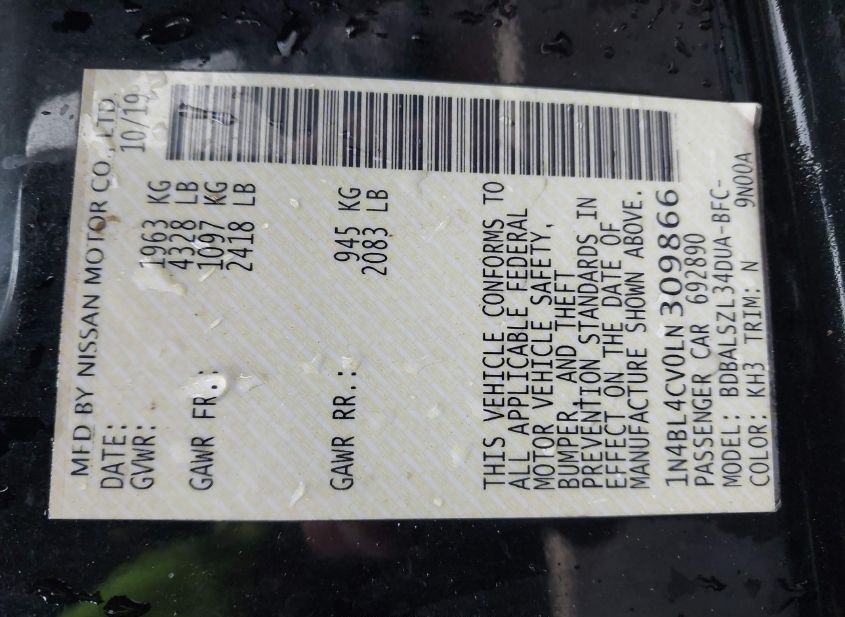 MFD BY NISSAN MOTOR CO., LTD.
DATE: 10/19
GVWR: 1963 KG
4328 LB
GAWR FR.: 1097 KG
2418 LB
GAWR RR.: 945 KG
2083 LB
THIS VEHICLE CONFORMS TO
ALL APPLICABLE FEDERAL
MOTOR VEHICLE SAFETY,
BUMPER, AND THEFT
PREVENTION STANDARDS IN
EFFECT ON THE DATE OF
MANUFACTURE SHOWN ABOVE.
1N4BL4CV0LN309866
PASSENGER CAR 692890
MODEL: BDBALSZL34DUA-BFC-
COLOR: KH3 TRIM: N 9N00A